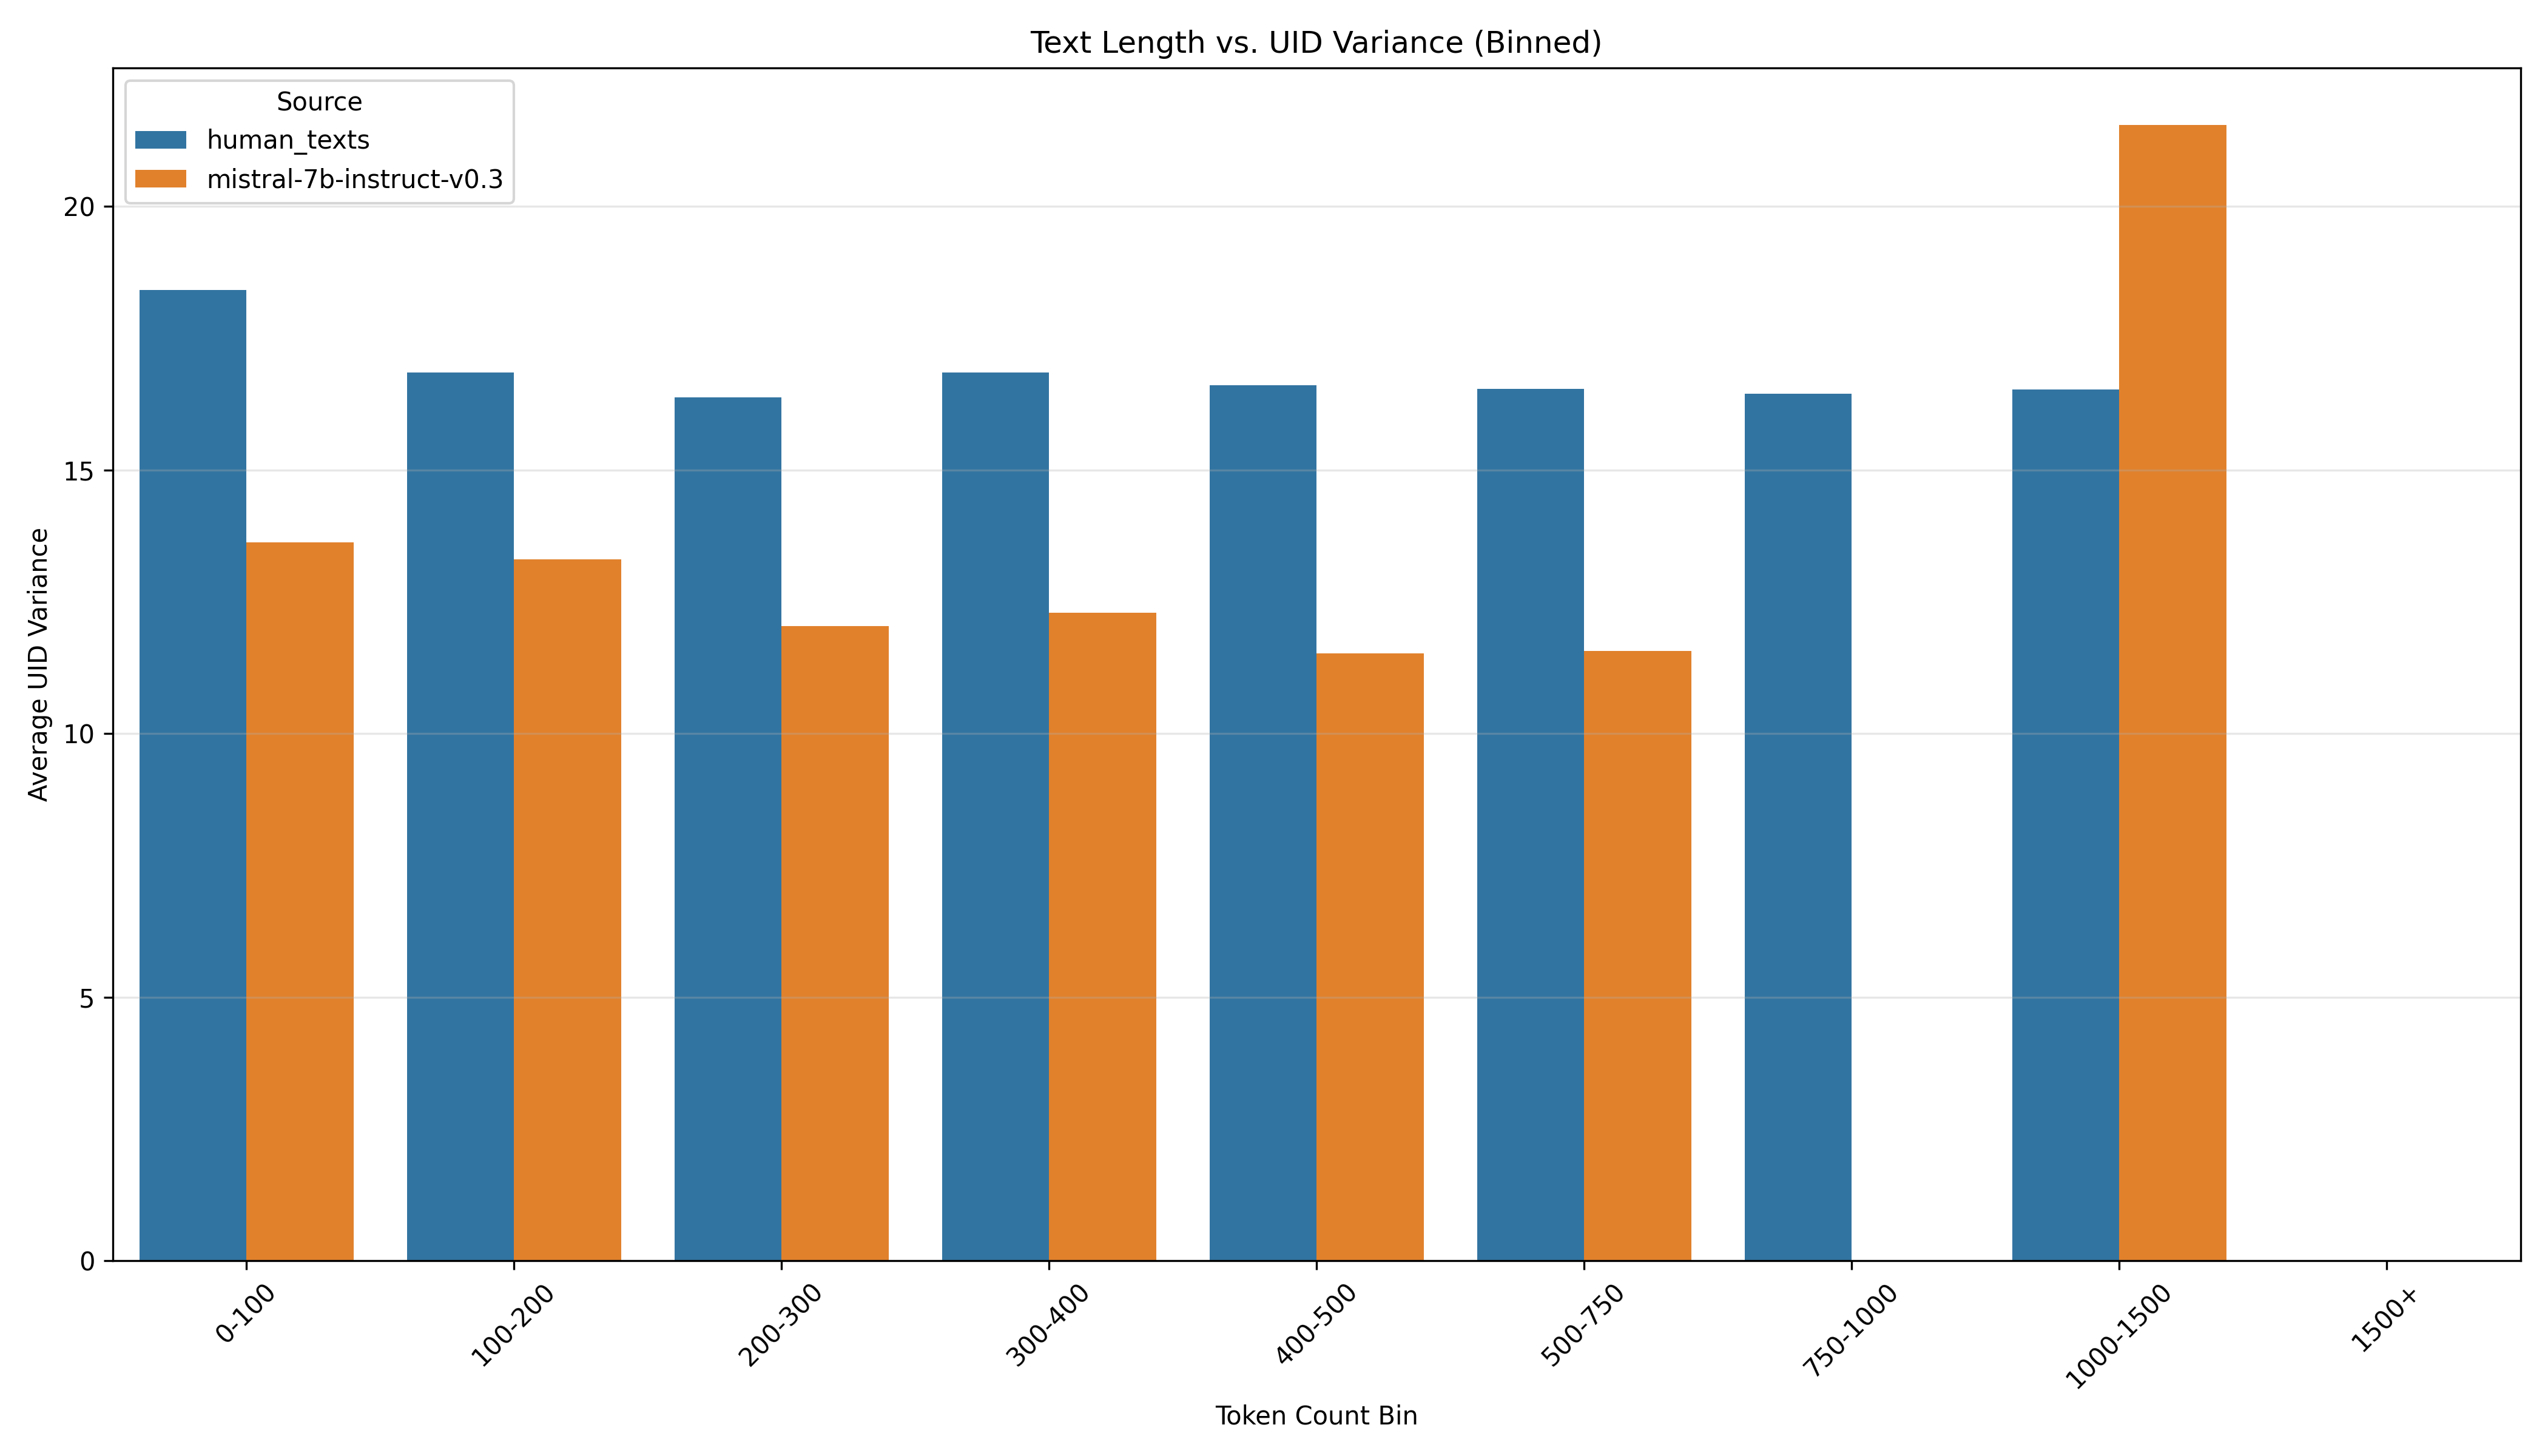 Text Length vs. UID Variance (Binned)
Source
human_texts
mistral-7b-instruct-v0.3
Average UID Variance
20
15
10
5
0
0-100
100-200
200-300
300-400
400-500
500-750
750-1000
1000-1500
1500+
Token Count Bin